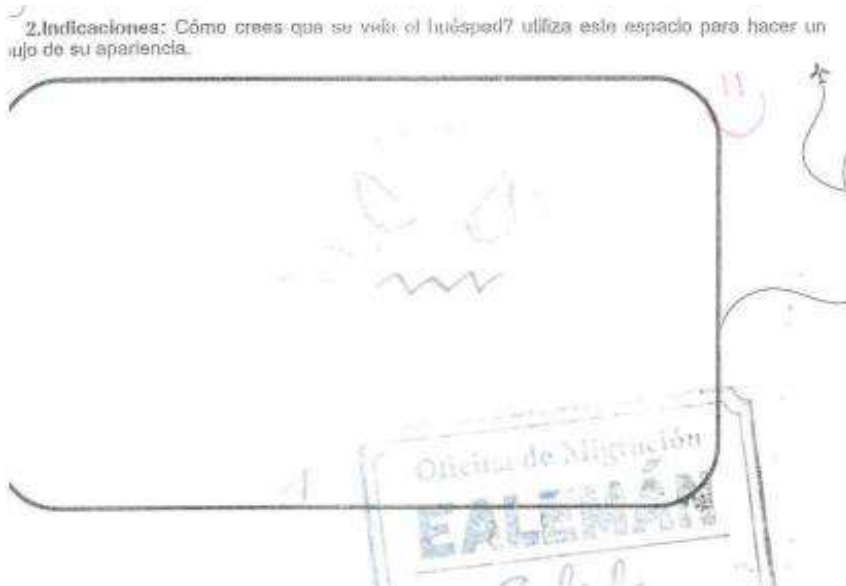 2.Indicaciones: Cómo crees que se veía el huésped? utiliza este espacio para hacer un
ujo de su apariencia.
Oficina de Migración
EALEMÁN